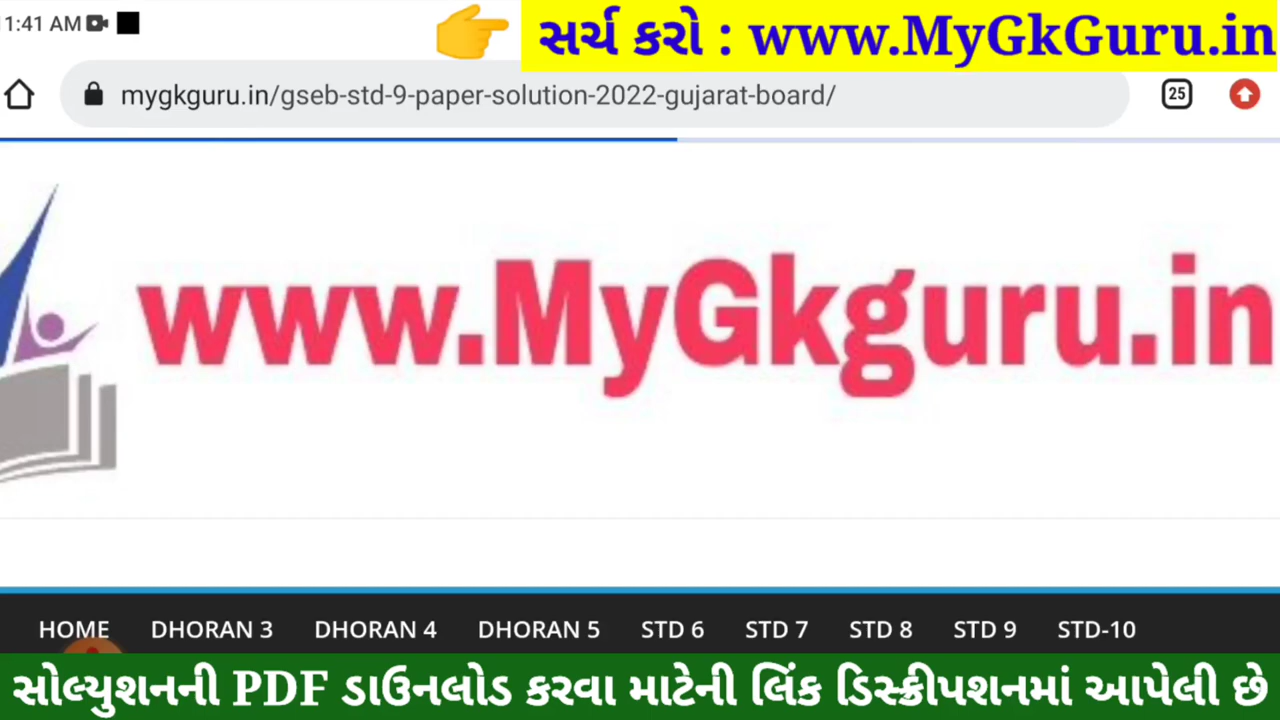 1:41 AM
👉 સર્ચ કરો : www.MyGkGuru.in
mygkguru.in/gseb-std-9-paper-solution-2022-gujarat-board/
25
www.MyGkguru.in
HOME DHORAN 3 DHORAN 4 DHORAN 5 STD 6 STD 7 STD 8 STD 9 STD-10
સોલ્યુશનની PDF ડાઉનલોડ કરવા માટેની લિંક ડિસ્ક્રીપશનમાં આપેલી છે